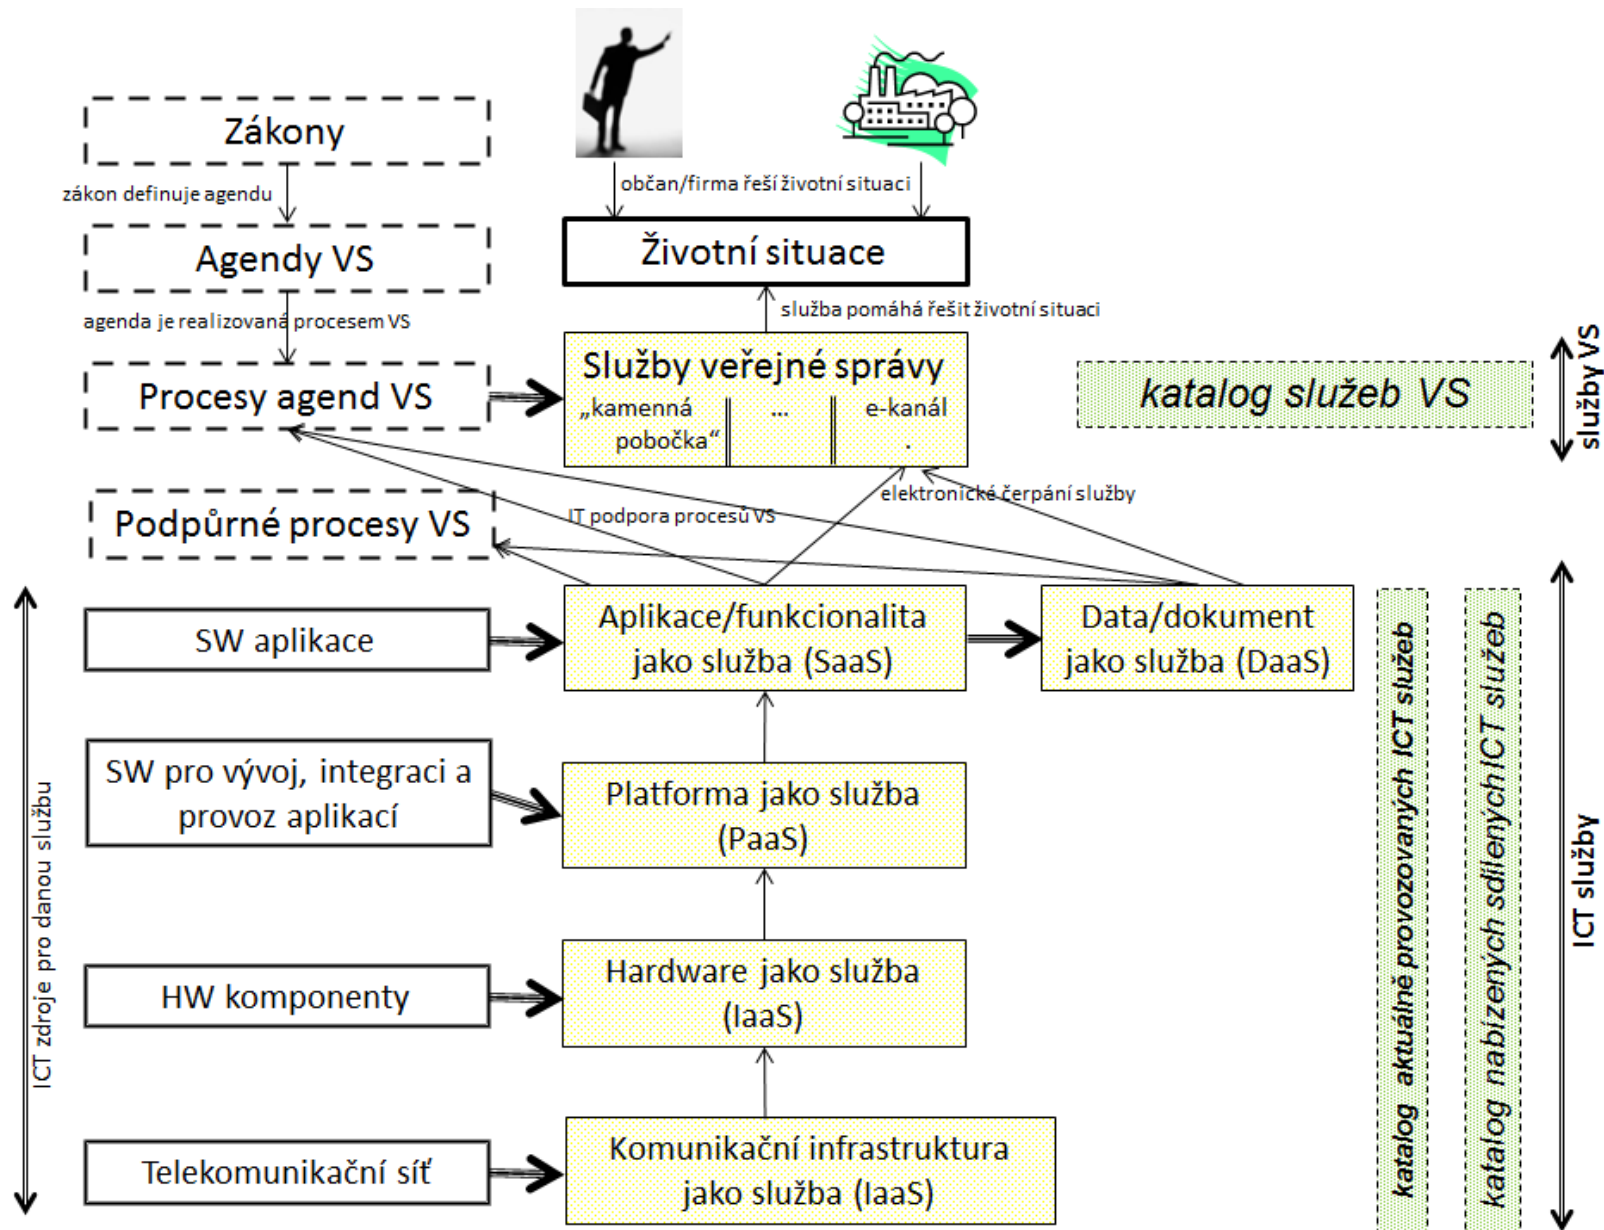 Zákony
zákon definuje agendu
občan/firma řeší životní situaci
Agendy VS
Životní situace
agenda je realizovaná procesem VS
služba pomáhá řešit životní situaci
Procesy agend VS
Služby veřejné správy
„kamenná
pobočka“
...
e-kanál
.
katalog služeb VS
služby VS
elektronické čerpání služby
IT podpora procesů VS
Podpůrné procesy VS
SW aplikace
Aplikace/funkcionalita
jako služba (SaaS)
Data/dokument
jako služba (DaaS)
SW pro vývoj, integraci a
provoz aplikací
Platforma jako služba
(PaaS)
HW komponenty
Hardware jako služba
(IaaS)
Telekomunikační síť
Komunikační infrastruktura
jako služba (IaaS)
ICT zdroje pro danou službu
katalog aktuálně provozovaných ICT služeb
katalog nabízených sdílených ICT služeb
ICT služby